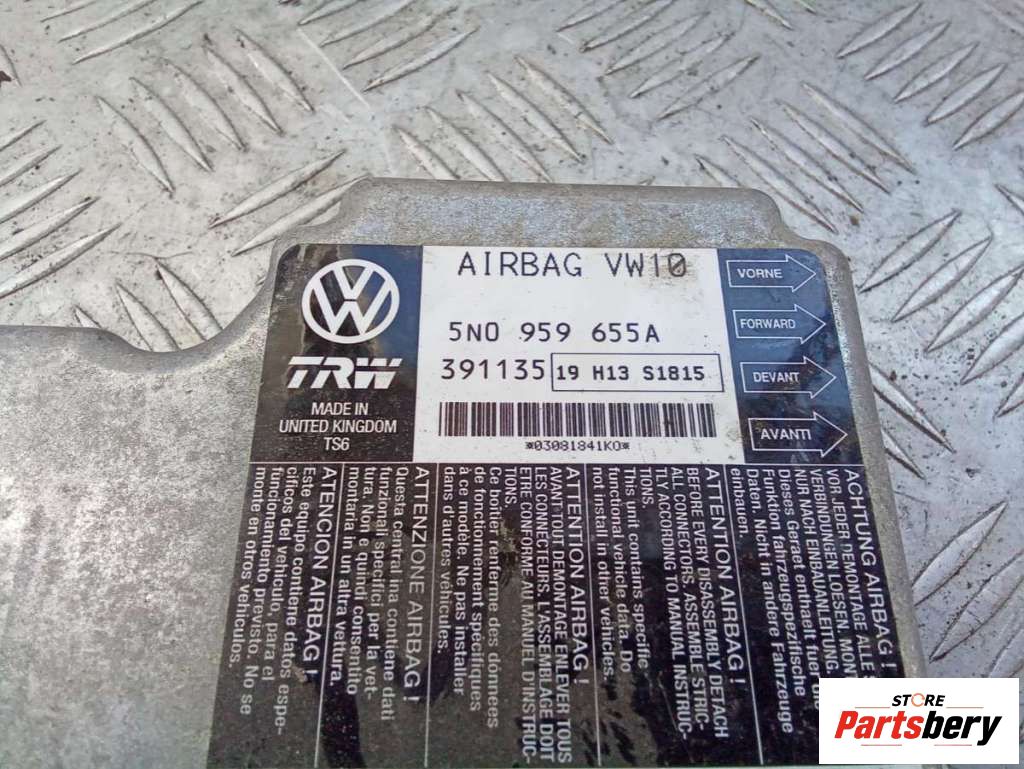 AIRBAG VW10
5N0 959 655A
391135 19 H13 S1815
*03081841K0*
TRW
MADE IN
UNITED KINGDOM
TS6
VORNE
FORWARD
DEVANT
AVANTI
ACHTUNG AIRBAG !
VOR JEDER DEMONTAGE ALLE S
VERBINDUNGEN LOESEN. MON
NUR NACH EINBAUANLEITUNG.
Dieses Geraet enthaelt fuer die
Funktion fahrzeugspezifische
Daten. Nicht in andere Fahrzeuge
einbauen.
ATTENTION AIRBAG !
BEFORE EVERY DISASSEMBLY DETACH
ALL CONNECTORS. ASSEMBLE STRIC-
TLY ACCORDING TO MANUAL INSTRUC-
TIONS.
This unit contains specific
functional vehicle data. Do
not install in other vehicles.
ATTENTION AIRBAG !
AVANT TOUT DEMONTAGE ENLEVER TOUS
LES CONNECTEURS. L'ASSEMBLAGE DOIT
ETRE CONFORME AU MANUEL D'INSTRUC-
TIONS.
Ce boîtier renferme des données
de fonctionnement spécifiques
à ce modèle. Ne pas installer
dans d'autres véhicules.
ATTENZIONE AIRBAG !
Questa centralina contiene dati
funzionali specifici per la vet-
tura. Non e quindi consentito
montarla in un altra vettura.
ATENCION AIRBAG !
Este equipo contiene datos espe-
cíficos del vehículo, para el
funcionamiento previsto. No se
monte en otros vehículos.
STORE
Partsbery